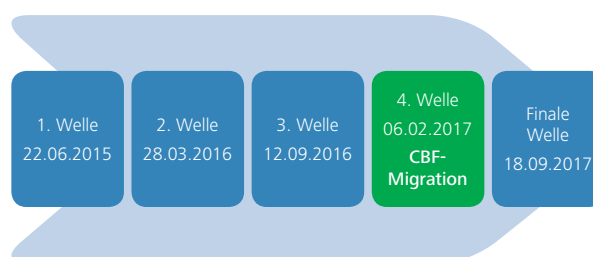 1. Welle
22.06.2015
2. Welle
28.03.2016
3. Welle
12.09.2016
4. Welle
06.02.2017
CBF-
Migration
Finale
Welle
18.09.2017